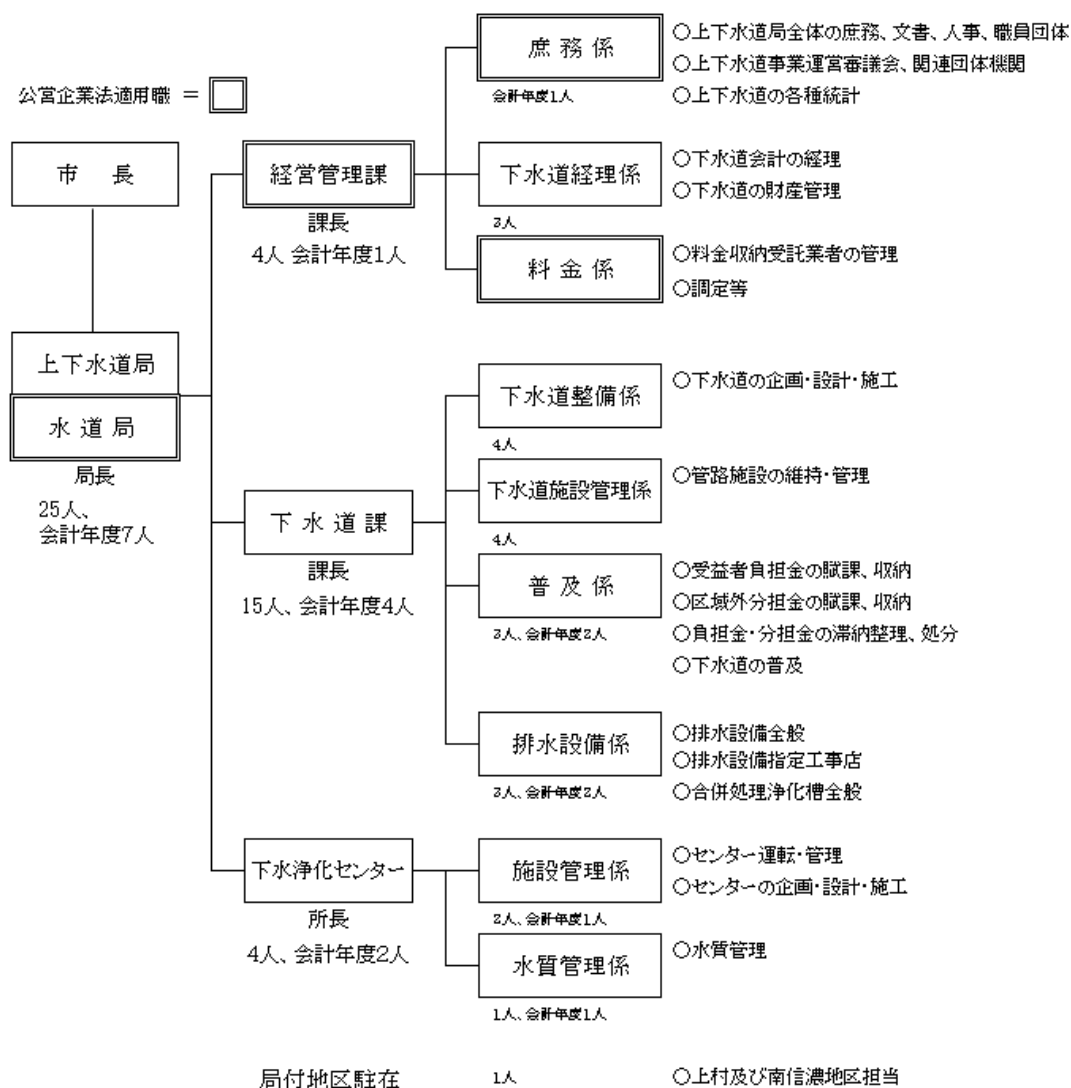 公営企業法適用職 =
市 長
上下水道局
水 道 局
局長
25人、
会計年度7人
経営管理課
課長
4人 会計年度1人
庶 務 係
会計年度1人
○上下水道局全体の庶務、文書、人事、職員団体
○上下水道事業運営審議会、関連団体機関
○上下水道の各種統計
下水道経理係
3人
○下水道会計の経理
○下水道の財産管理
料 金 係
○料金収納受託業者の管理
○調定等
下 水 道 課
課長
15人、会計年度4人
下水道整備係
4人
○下水道の企画・設計・施工
下水道施設管理係
4人
○管路施設の維持・管理
普 及 係
3人、会計年度2人
○受益者負担金の賦課、収納
○区域外分担金の賦課、収納
○負担金・分担金の滞納整理、処分
○下水道の普及
排水設備係
3人、会計年度2人
○排水設備全般
○排水設備指定工事店
○合併処理浄化槽全般
下水浄化センター
所長
4人、会計年度2人
施設管理係
2人、会計年度1人
○センター運転・管理
○センターの企画・設計・施工
水質管理係
1人、会計年度1人
○水質管理
局付地区駐在
1人
○上村及び南信濃地区担当